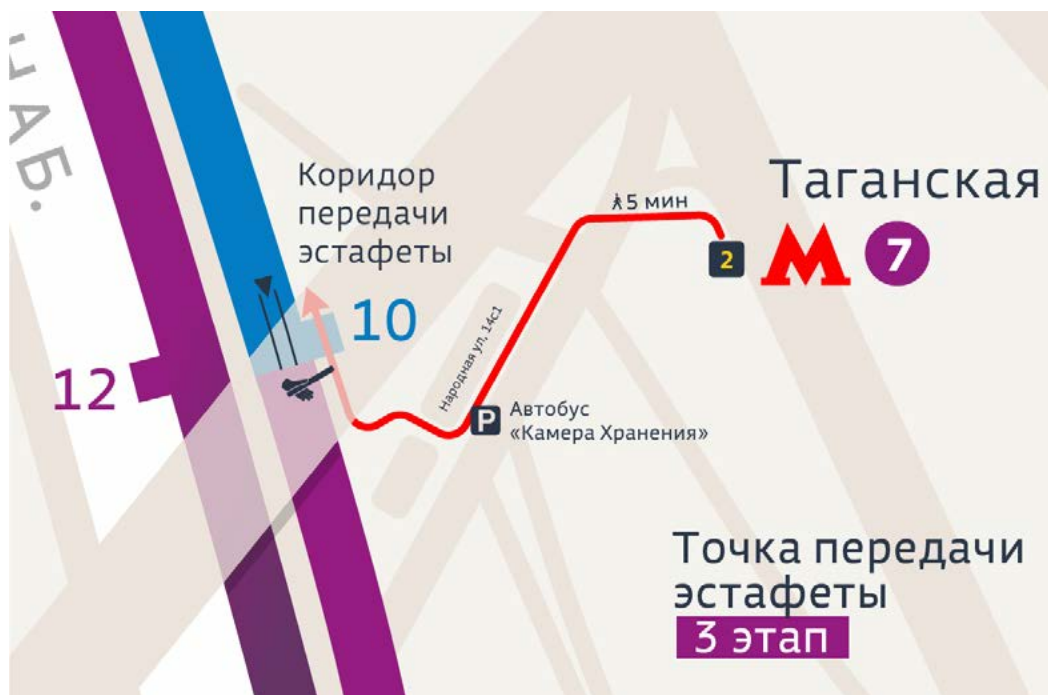 НАБ.
Коридор
передачи
эстафеты
10
12
5 мин
Таганская
2
М 7
Народная ул, 14с1
P
Автобус
«Камера Хранения»
Точка передачи
эстафеты
3 этап